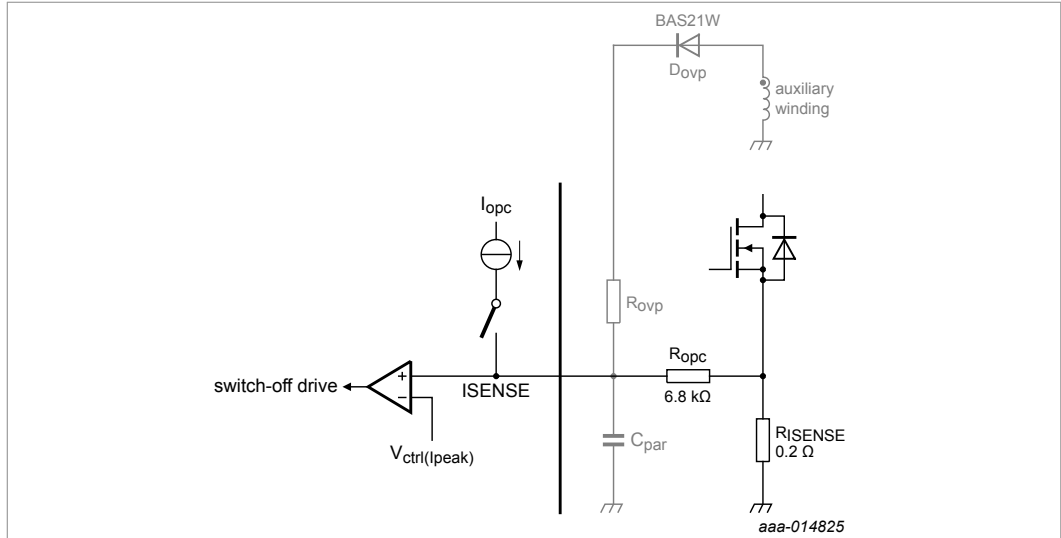 BAS21W
Dovp
auxiliary
winding
Iopc
Rovp
Ropc
6.8 kΩ
switch-off drive
+
−
ISENSE
Vctrl(Ipeak)
Cpar
RISENSE
0.2 Ω
aaa-014825